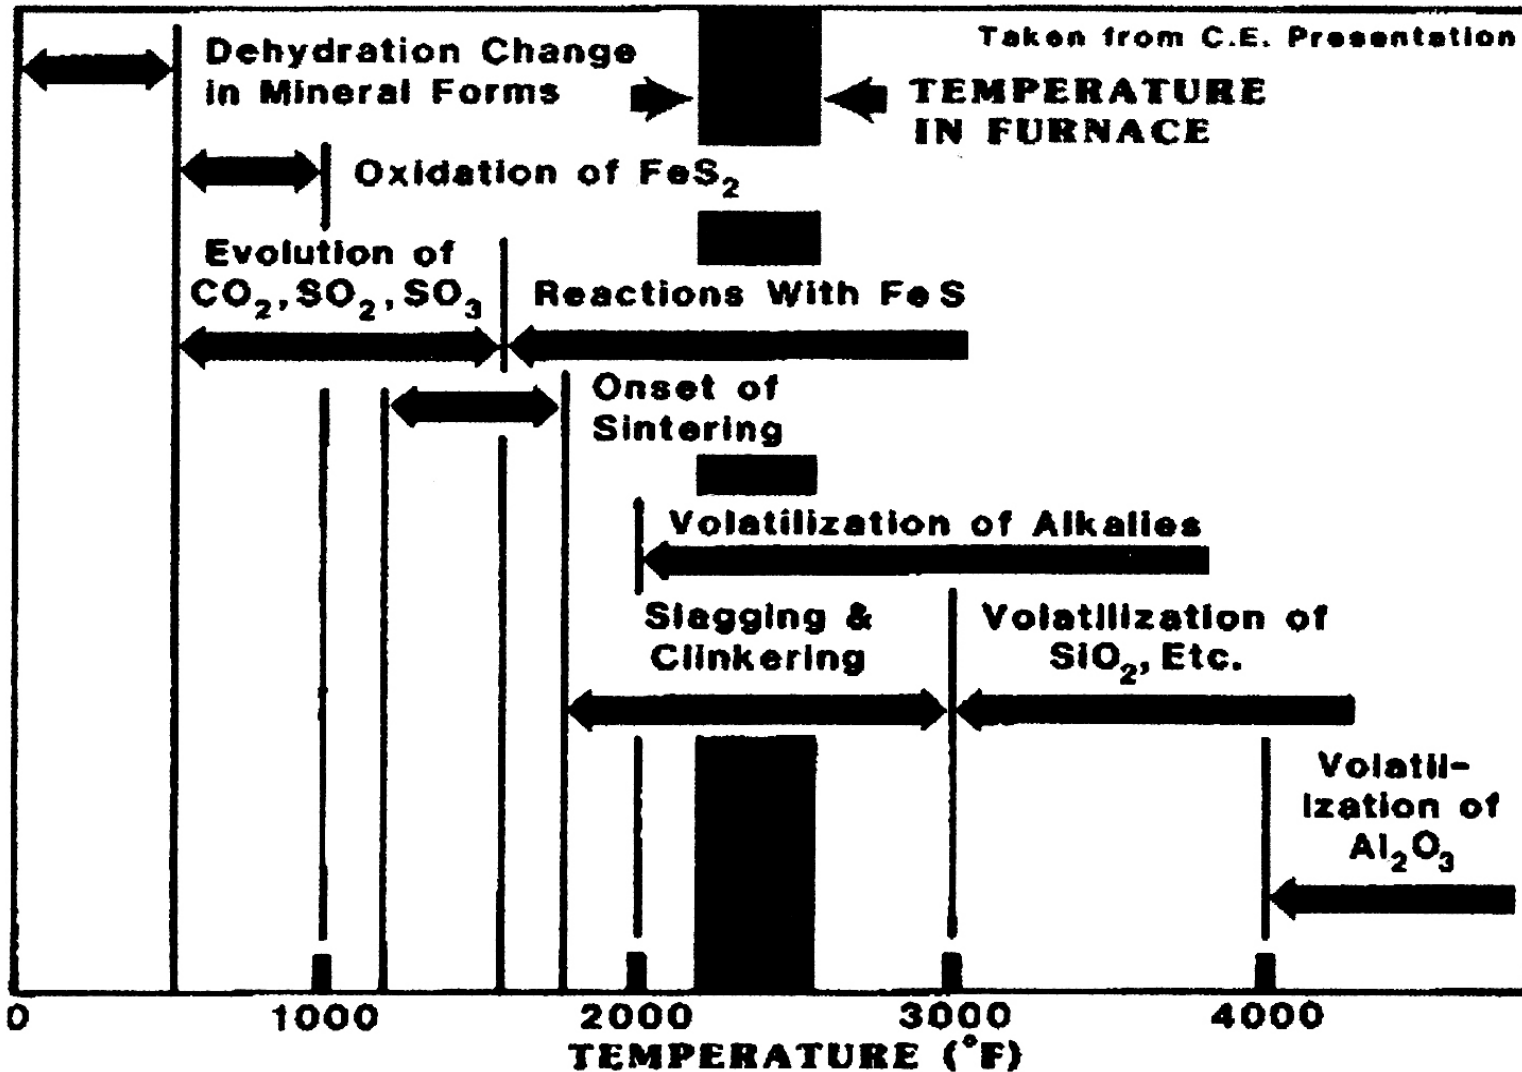 Taken from C.E. Presentation
Dehydration Change
in Mineral Forms
TEMPERATURE
IN FURNACE
Oxidation of FeS₂
Evolution of
CO₂, SO₂, SO₃
Reactions With FeS
Onset of
Sintering
Volatilization of Alkalies
Slagging &
Clinkering
Volatilization of
SiO₂, Etc.
Volatil-
ization of
Al₂O₃
0 1000 2000 3000 4000
TEMPERATURE (°F)